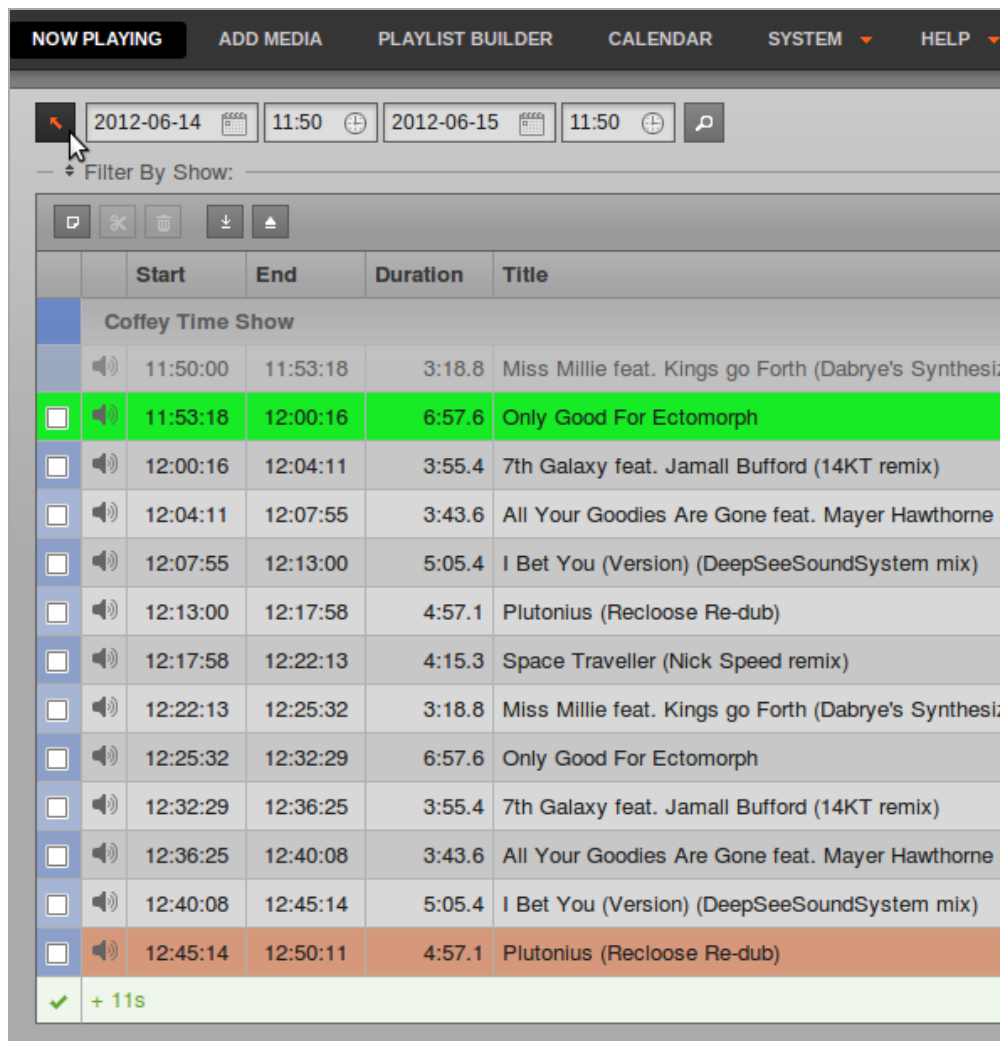 NOW PLAYING ADD MEDIA PLAYLIST BUILDER CALENDAR SYSTEM HELP
2012-06-14 11:50 2012-06-15 11:50
Filter By Show:
Start End Duration Title
Coffey Time Show
11:50:00 11:53:18 3:18.8 Miss Millie feat. Kings go Forth (Dabrye's Synthesiz
11:53:18 12:00:16 6:57.6 Only Good For Ectomorph
12:00:16 12:04:11 3:55.4 7th Galaxy feat. Jamall Bufford (14KT remix)
12:04:11 12:07:55 3:43.6 All Your Goodies Are Gone feat. Mayer Hawthorne
12:07:55 12:13:00 5:05.4 I Bet You (Version) (DeepSeeSoundSystem mix)
12:13:00 12:17:58 4:57.1 Plutonius (Recloose Re-dub)
12:17:58 12:22:13 4:15.3 Space Traveller (Nick Speed remix)
12:22:13 12:25:32 3:18.8 Miss Millie feat. Kings go Forth (Dabrye's Synthesiz
12:25:32 12:32:29 6:57.6 Only Good For Ectomorph
12:32:29 12:36:25 3:55.4 7th Galaxy feat. Jamall Bufford (14KT remix)
12:36:25 12:40:08 3:43.6 All Your Goodies Are Gone feat. Mayer Hawthorne
12:40:08 12:45:14 5:05.4 I Bet You (Version) (DeepSeeSoundSystem mix)
12:45:14 12:50:11 4:57.1 Plutonius (Recloose Re-dub)
+ 11s